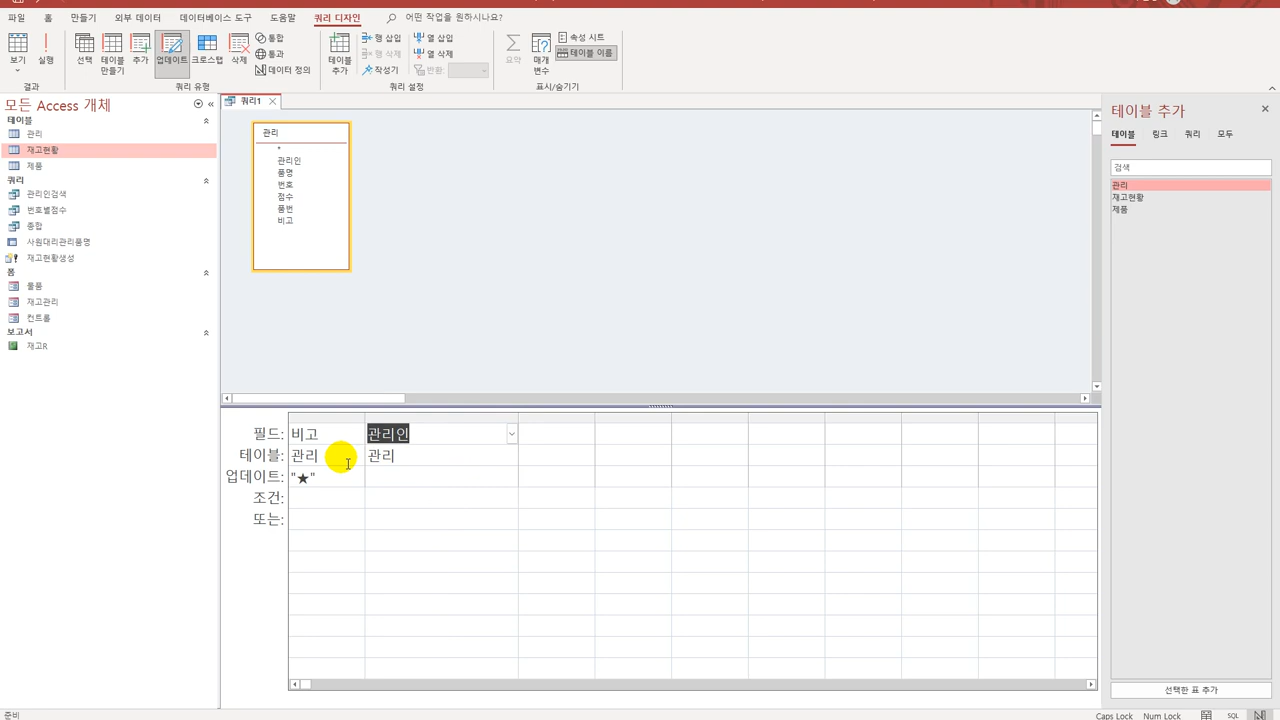 파일 홈 만들기 외부 데이터 데이터베이스 도구 도움말 쿼리 디자인 어떤 작업을 원하시나요?
보기 실행 선택 테이블 만들기 추가 업데이트 크로스탭 삭제 통합 통과 데이터 정의 테이블 추가 행 삽입 행 삭제 작성기 열 삽입 열 삭제 반환: 요약 매개 변수 속성 시트 테이블 이름
결과 쿼리 유형 쿼리 설정 표시/숨기기
모든 Access 개체
테이블
관리
재고현황
제품
쿼리
관리인검색
번호별점수
종합
사원대리관리품명
재고현황생성
폼
물품
재고관리
컨트롤
보고서
재고R
쿼리1
관리
*
관리인
품명
번호
점수
품번
비고
필드: 비고 관리인
테이블: 관리 관리
업데이트: "★"
조건:
또는:
테이블 추가
테이블 링크 쿼리 모두
검색
관리
재고현황
제품
선택한 표 추가
준비 Caps Lock Num Lock SQL